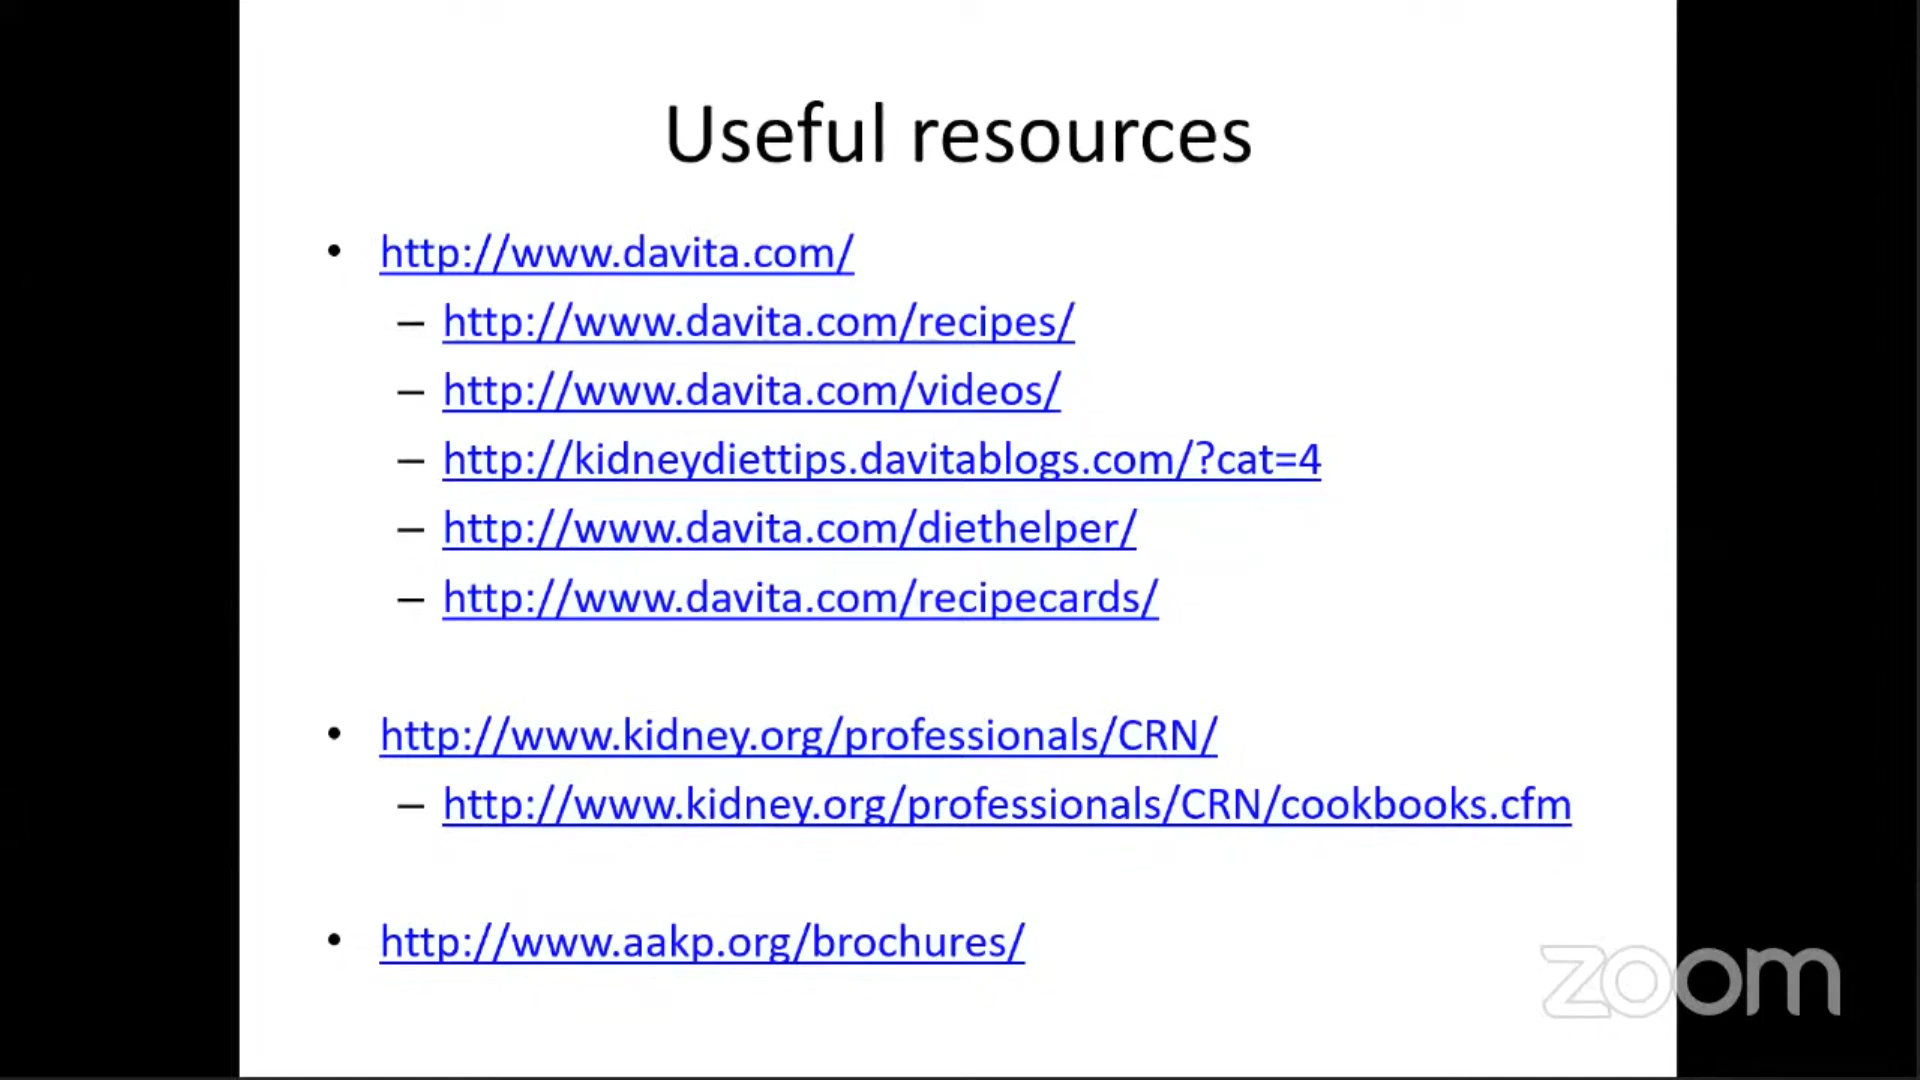 Useful resources
• http://www.davita.com/
– http://www.davita.com/recipes/
– http://www.davita.com/videos/
– http://kidneydiettips.davitablogs.com/?cat=4
– http://www.davita.com/diethelper/
– http://www.davita.com/recipecards/
• http://www.kidney.org/professionals/CRN/
– http://www.kidney.org/professionals/CRN/cookbooks.cfm
• http://www.aakp.org/brochures/
zoom